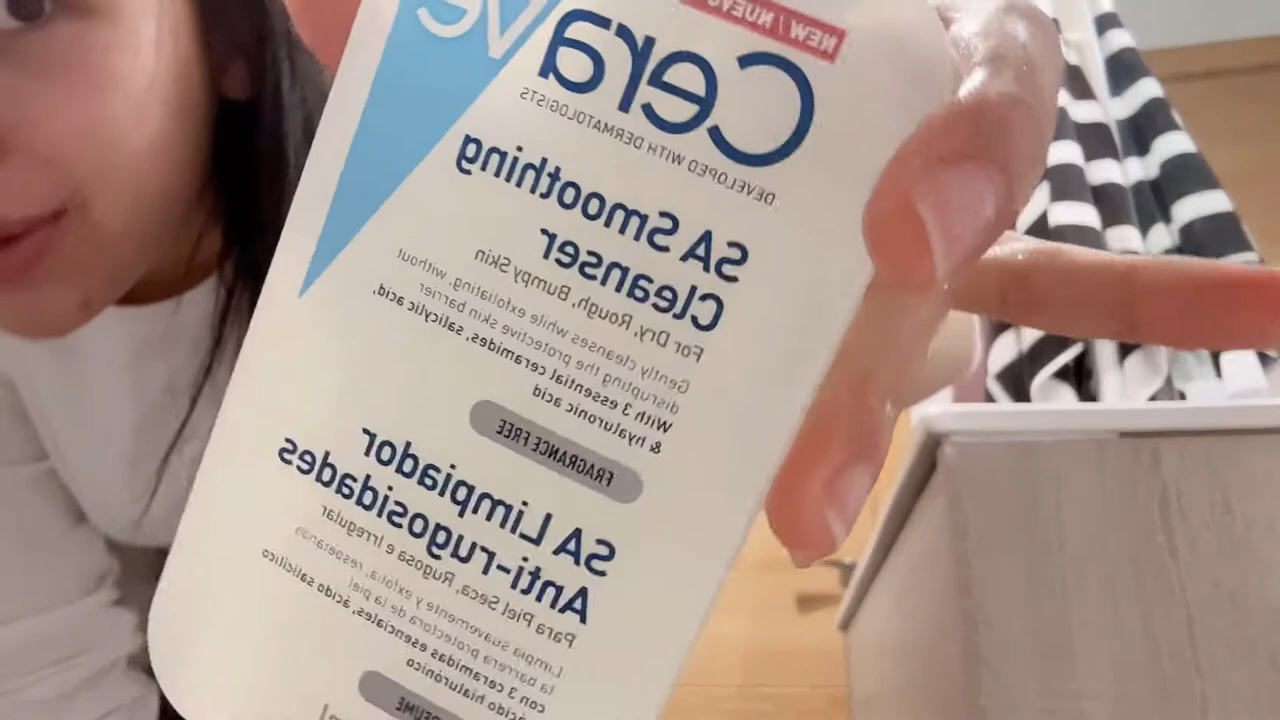 NEW / NUEVO
CeraVe
DEVELOPED WITH DERMATOLOGISTS
SA Smoothing
Cleanser
For Dry, Rough, Bumpy Skin
Gently cleanses while exfoliating, without
disrupting the protective skin barrier
With 3 essential ceramides, salicylic acid,
& hyaluronic acid
FRAGRANCE FREE
SA Limpiador
Anti-rugosidades
Para Piel Seca, Rugosa e Irregular
Limpia suavemente y exfolia, respetando
la barrera protectora de la piel
con 3 ceramidas esenciales, ácido salicílico
ácido hialurónico